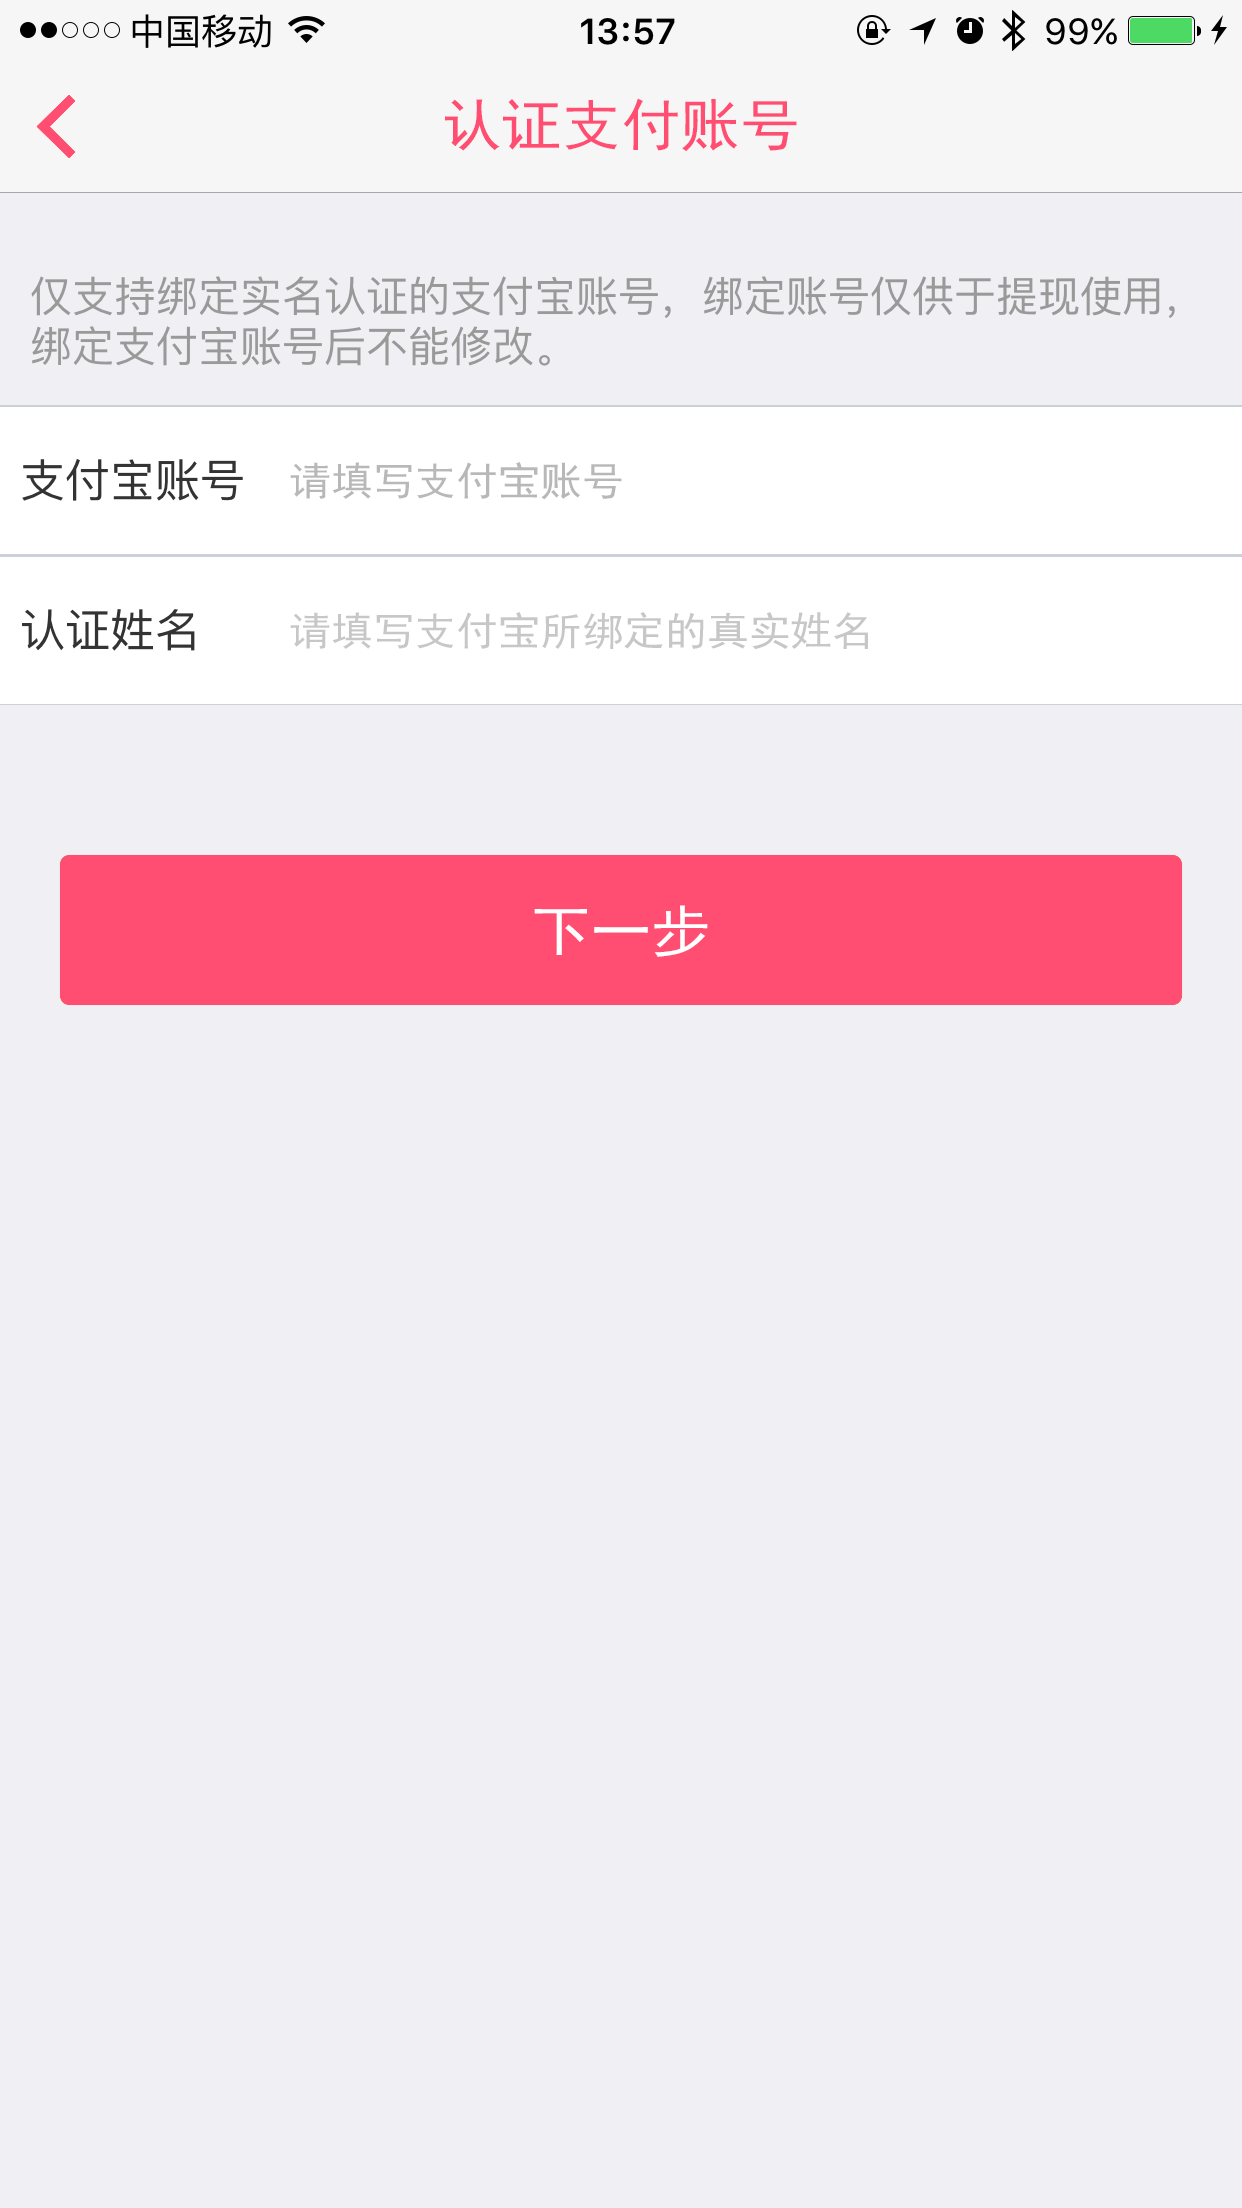 中国移动 13:57 99%
认证支付账号
仅支持绑定实名认证的支付宝账号，绑定账号仅供于提现使用，
绑定支付宝账号后不能修改。
支付宝账号 请填写支付宝账号
认证姓名 请填写支付宝所绑定的真实姓名
下一步